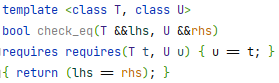 template <class T, class U>
bool check_eq(T &&lhs, U &&rhs)
requires requires(T t, U u) { u == t; }
{ return (lhs == rhs); }